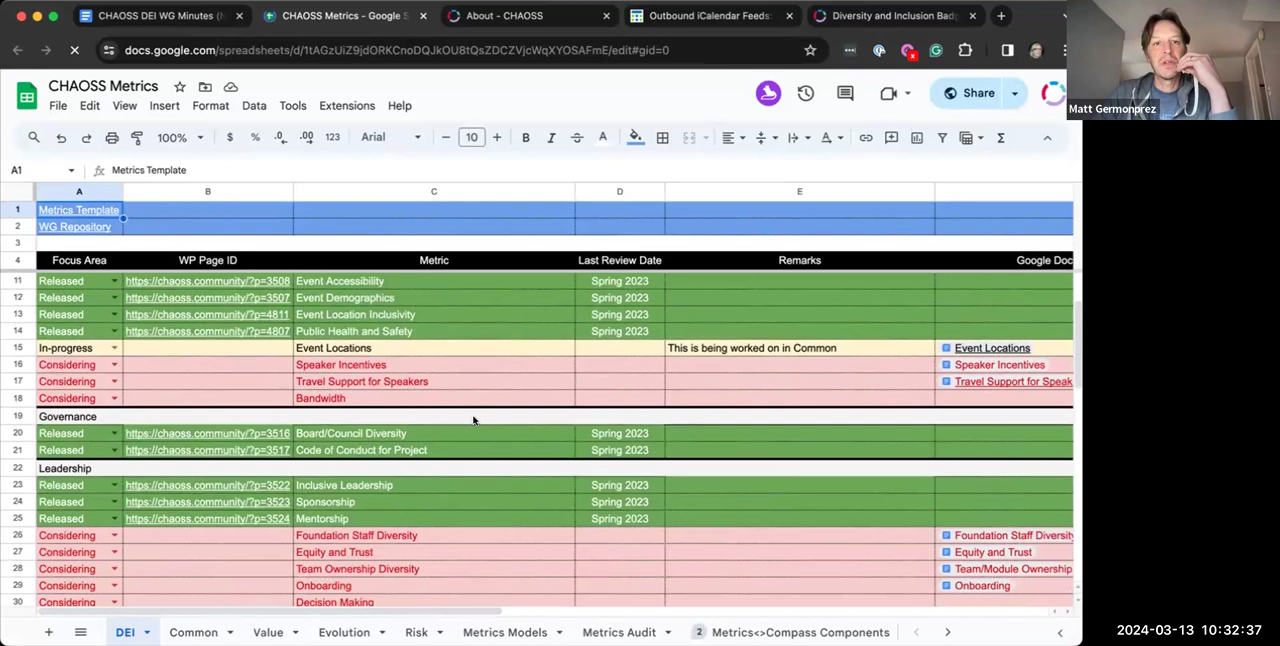 CHAOSS DEI WG Minutes (
CHAOSS Metrics - Google S
About - CHAOSS
Outbound iCalendar Feeds:
Diversity and Inclusion Bad
docs.google.com/spreadsheets/d/1tAGzUiZ9jdORKCnoDQJkOU8tQsZDCZVjcWqXYOSAFmE/edit#gid=0
CHAOSS Metrics
Share
Matt Germonprez
File Edit View Insert Format Data Tools Extensions Help
100% $ % .0 .00 123 Arial 10 B I S A
A1 fx Metrics Template
A B C D E
1 Metrics Template
2 WG Repository
3
4 Focus Area WP Page ID Metric Last Review Date Remarks Google Doc
11 Released https://chaoss.community/?p=3508 Event Accessibility Spring 2023
12 Released https://chaoss.community/?p=3507 Event Demographics Spring 2023
13 Released https://chaoss.community/?p=4811 Event Location Inclusivity Spring 2023
14 Released https://chaoss.community/?p=4807 Public Health and Safety Spring 2023
15 In-progress Event Locations This is being worked on in Common Event Locations
16 Considering Speaker Incentives Speaker Incentives
17 Considering Travel Support for Speakers Travel Support for Speak
18 Considering Bandwidth
19 Governance
20 Released https://chaoss.community/?p=3516 Board/Council Diversity Spring 2023
21 Released https://chaoss.community/?p=3517 Code of Conduct for Project Spring 2023
22 Leadership
23 Released https://chaoss.community/?p=3522 Inclusive Leadership Spring 2023
24 Released https://chaoss.community/?p=3523 Sponsorship Spring 2023
25 Released https://chaoss.community/?p=3524 Mentorship Spring 2023
26 Considering Foundation Staff Diversity Foundation Staff Diversity
27 Considering Equity and Trust Equity and Trust
28 Considering Team Ownership Diversity Team/Module Ownership
29 Considering Onboarding Onboarding
30 Considering Decision Making
DEI Common Value Evolution Risk Metrics Models Metrics Audit 2 Metrics<>Compass Components
2024-03-13 10:32:37